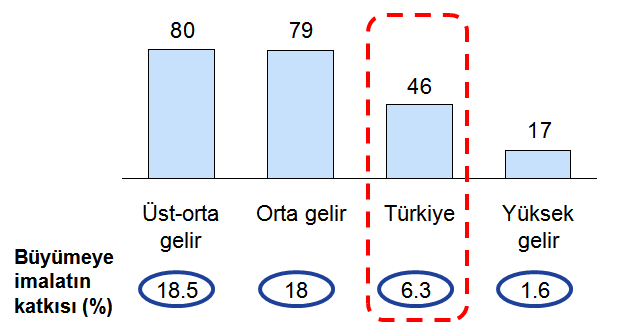 80
79
46
17
Üst-orta
gelir
Orta gelir
Türkiye
Yüksek
gelir
Büyümeye
imalatın
katkısı (%)
18.5
18
6.3
1.6